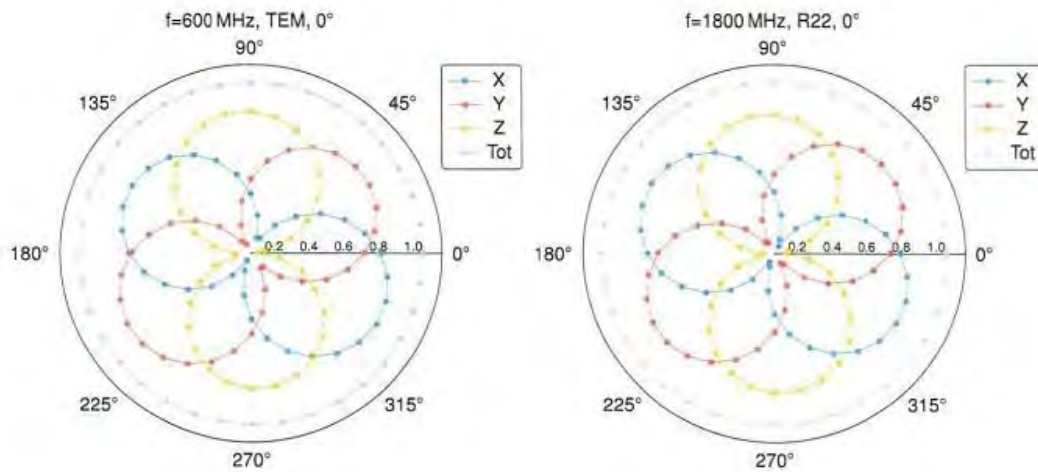 f=600 MHz, TEM, 0°
90°
135°
45°
X
Y
Z
Tot
180°
0.2 0.4 0.6 0.8 1.0
0°
225°
315°
270°
f=1800 MHz, R22, 0°
90°
135°
45°
X
Y
Z
Tot
180°
0.2 0.4 0.6 0.8 1.0
0°
225°
315°
270°